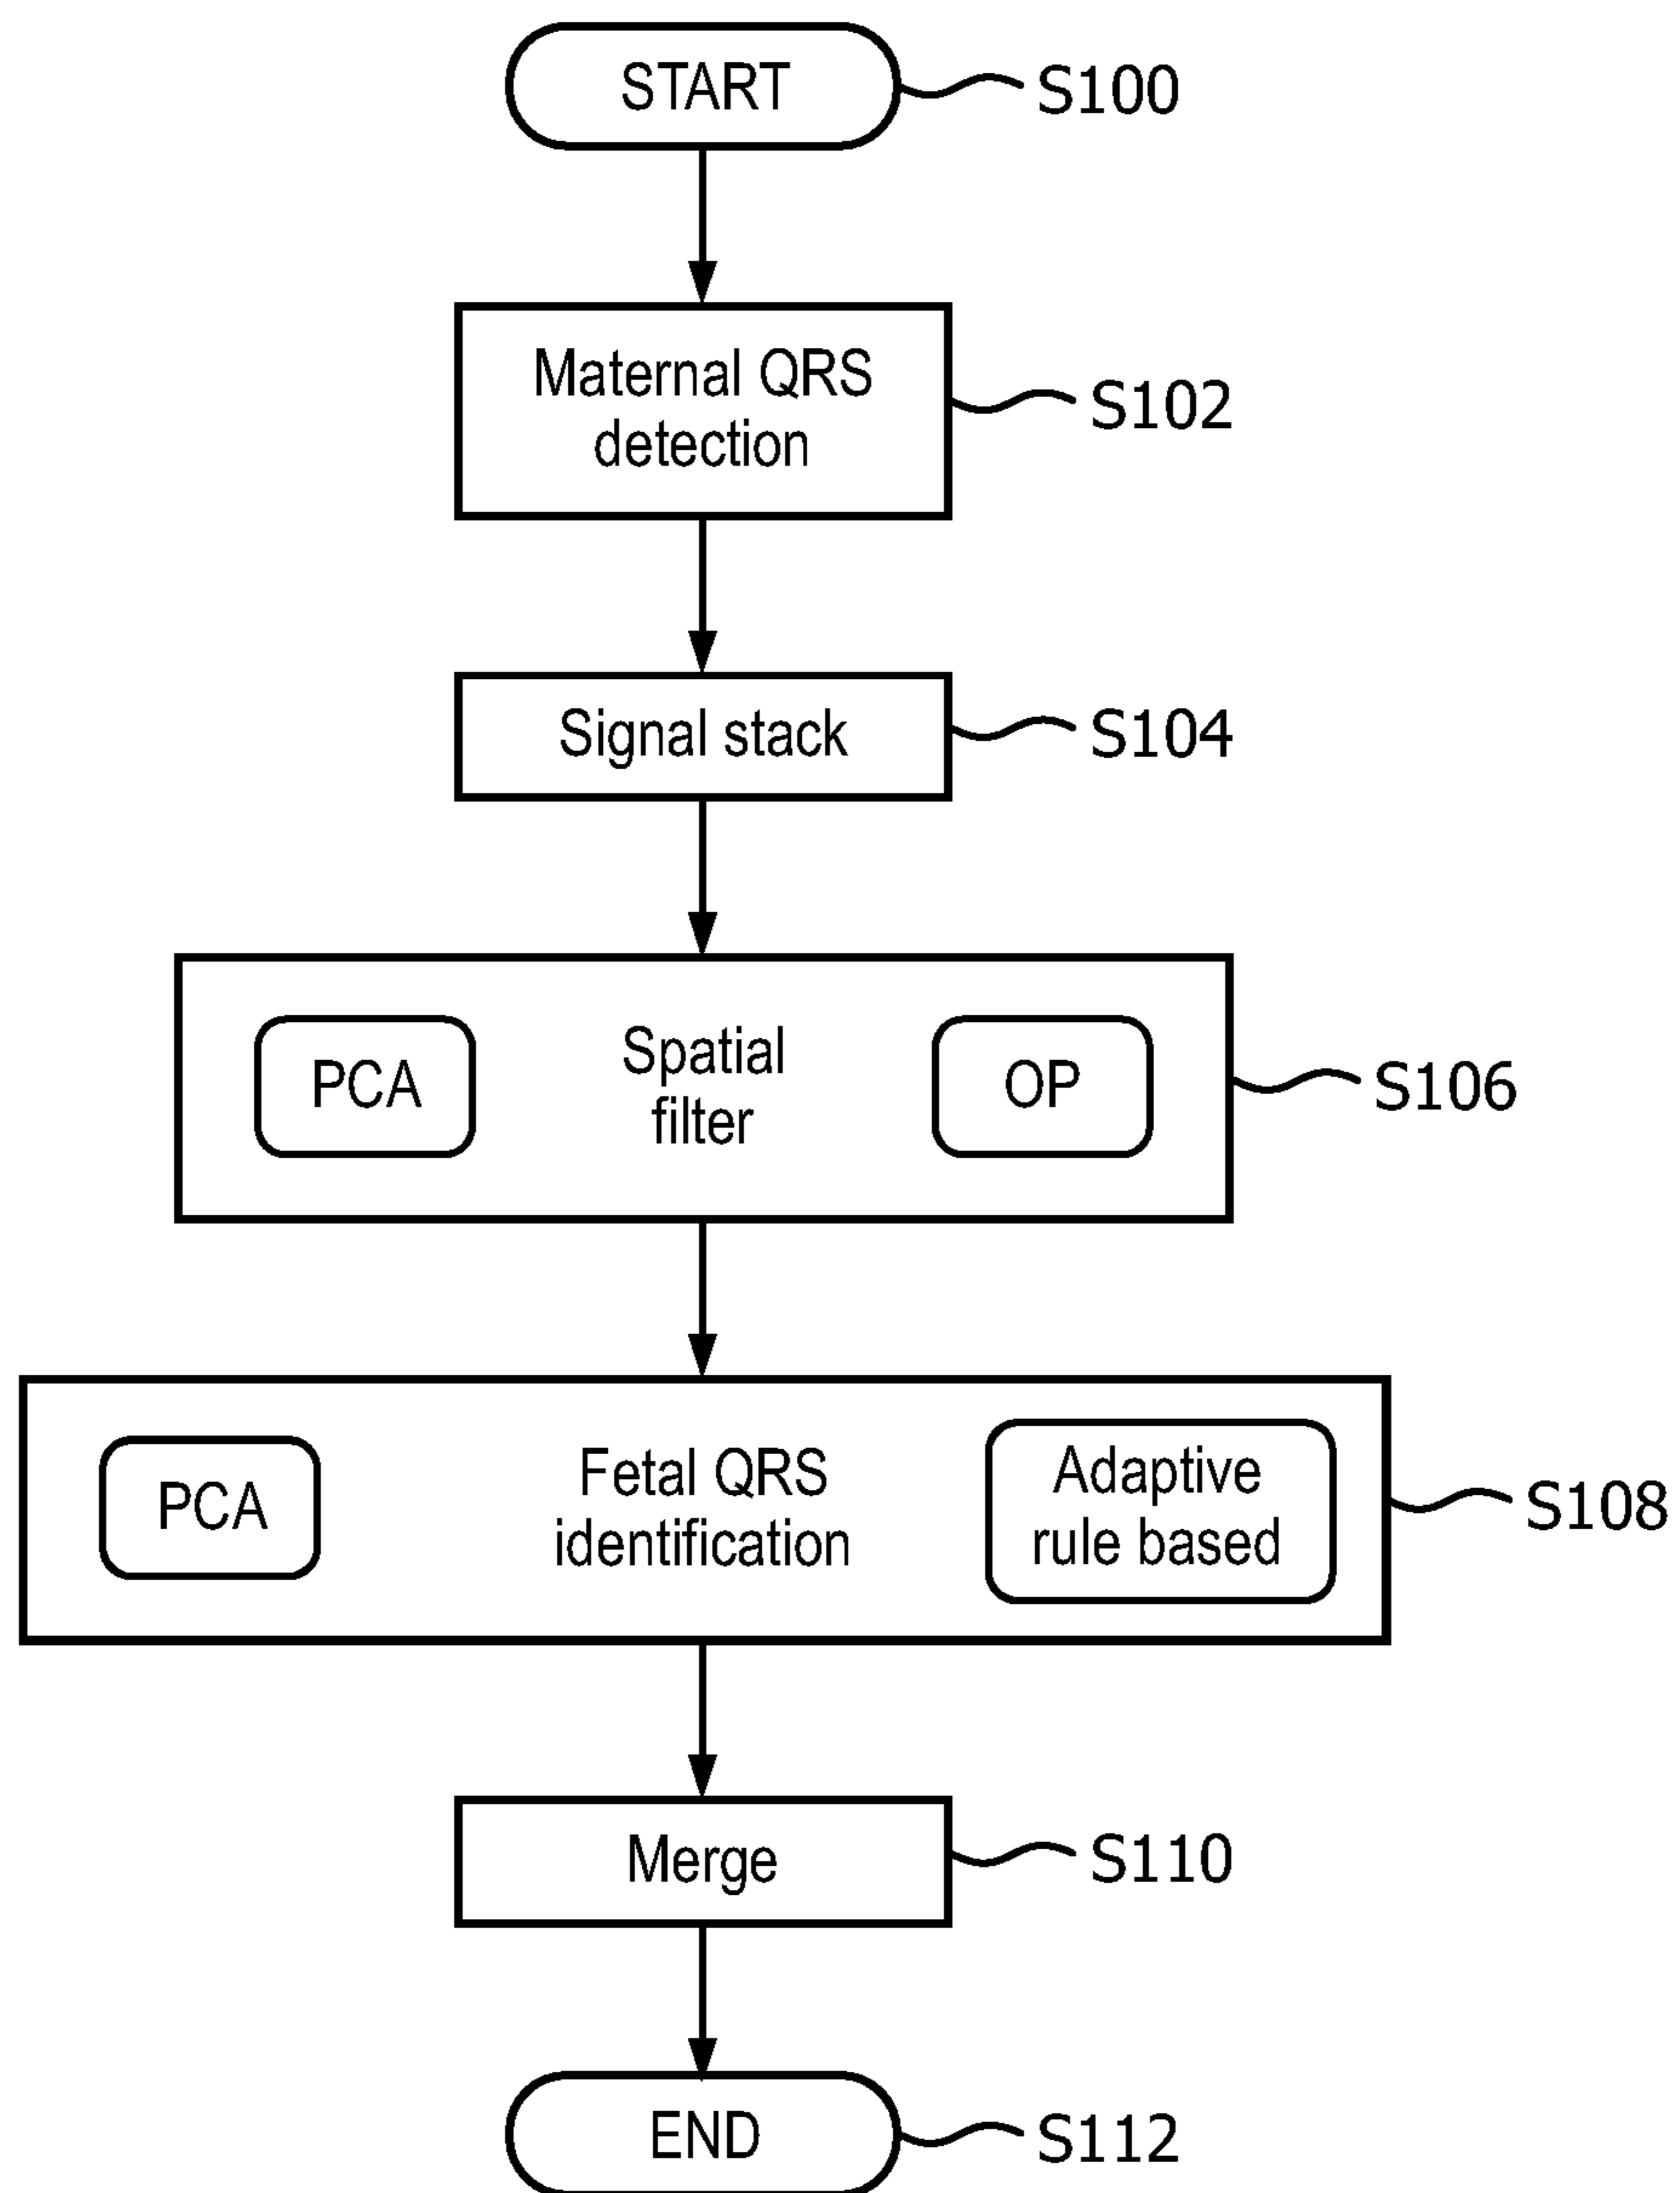 START
S100
Maternal QRS
detection
S102
Signal stack
S104
PCA
Spatial
filter
OP
S106
PCA
Fetal QRS
identification
Adaptive
rule based
S108
Merge
S110
END
S112